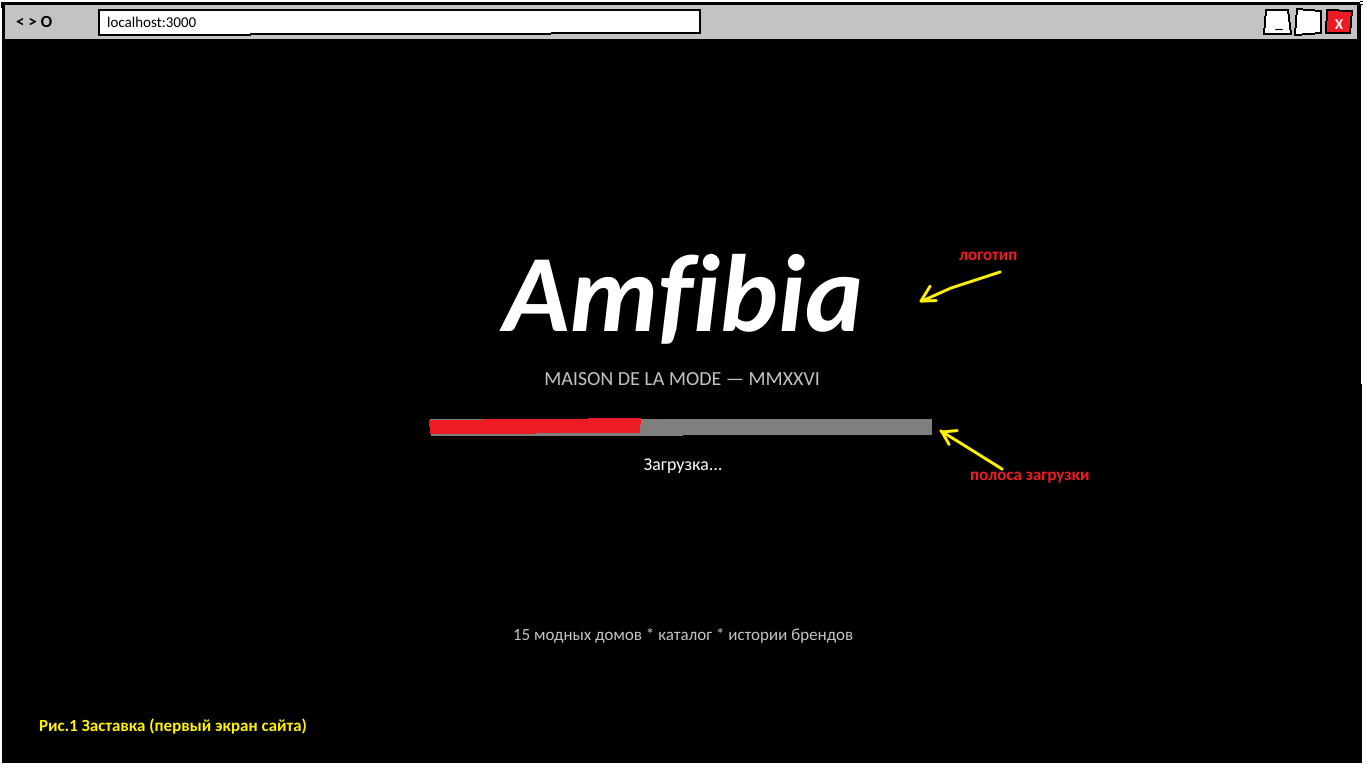 < > O
localhost:3000
_
X
логотип
Amfibia
MAISON DE LA MODE — MMXXVI
Загрузка...
полоса загрузки
15 модных домов * каталог * истории брендов
Рис.1 Заставка (первый экран сайта)